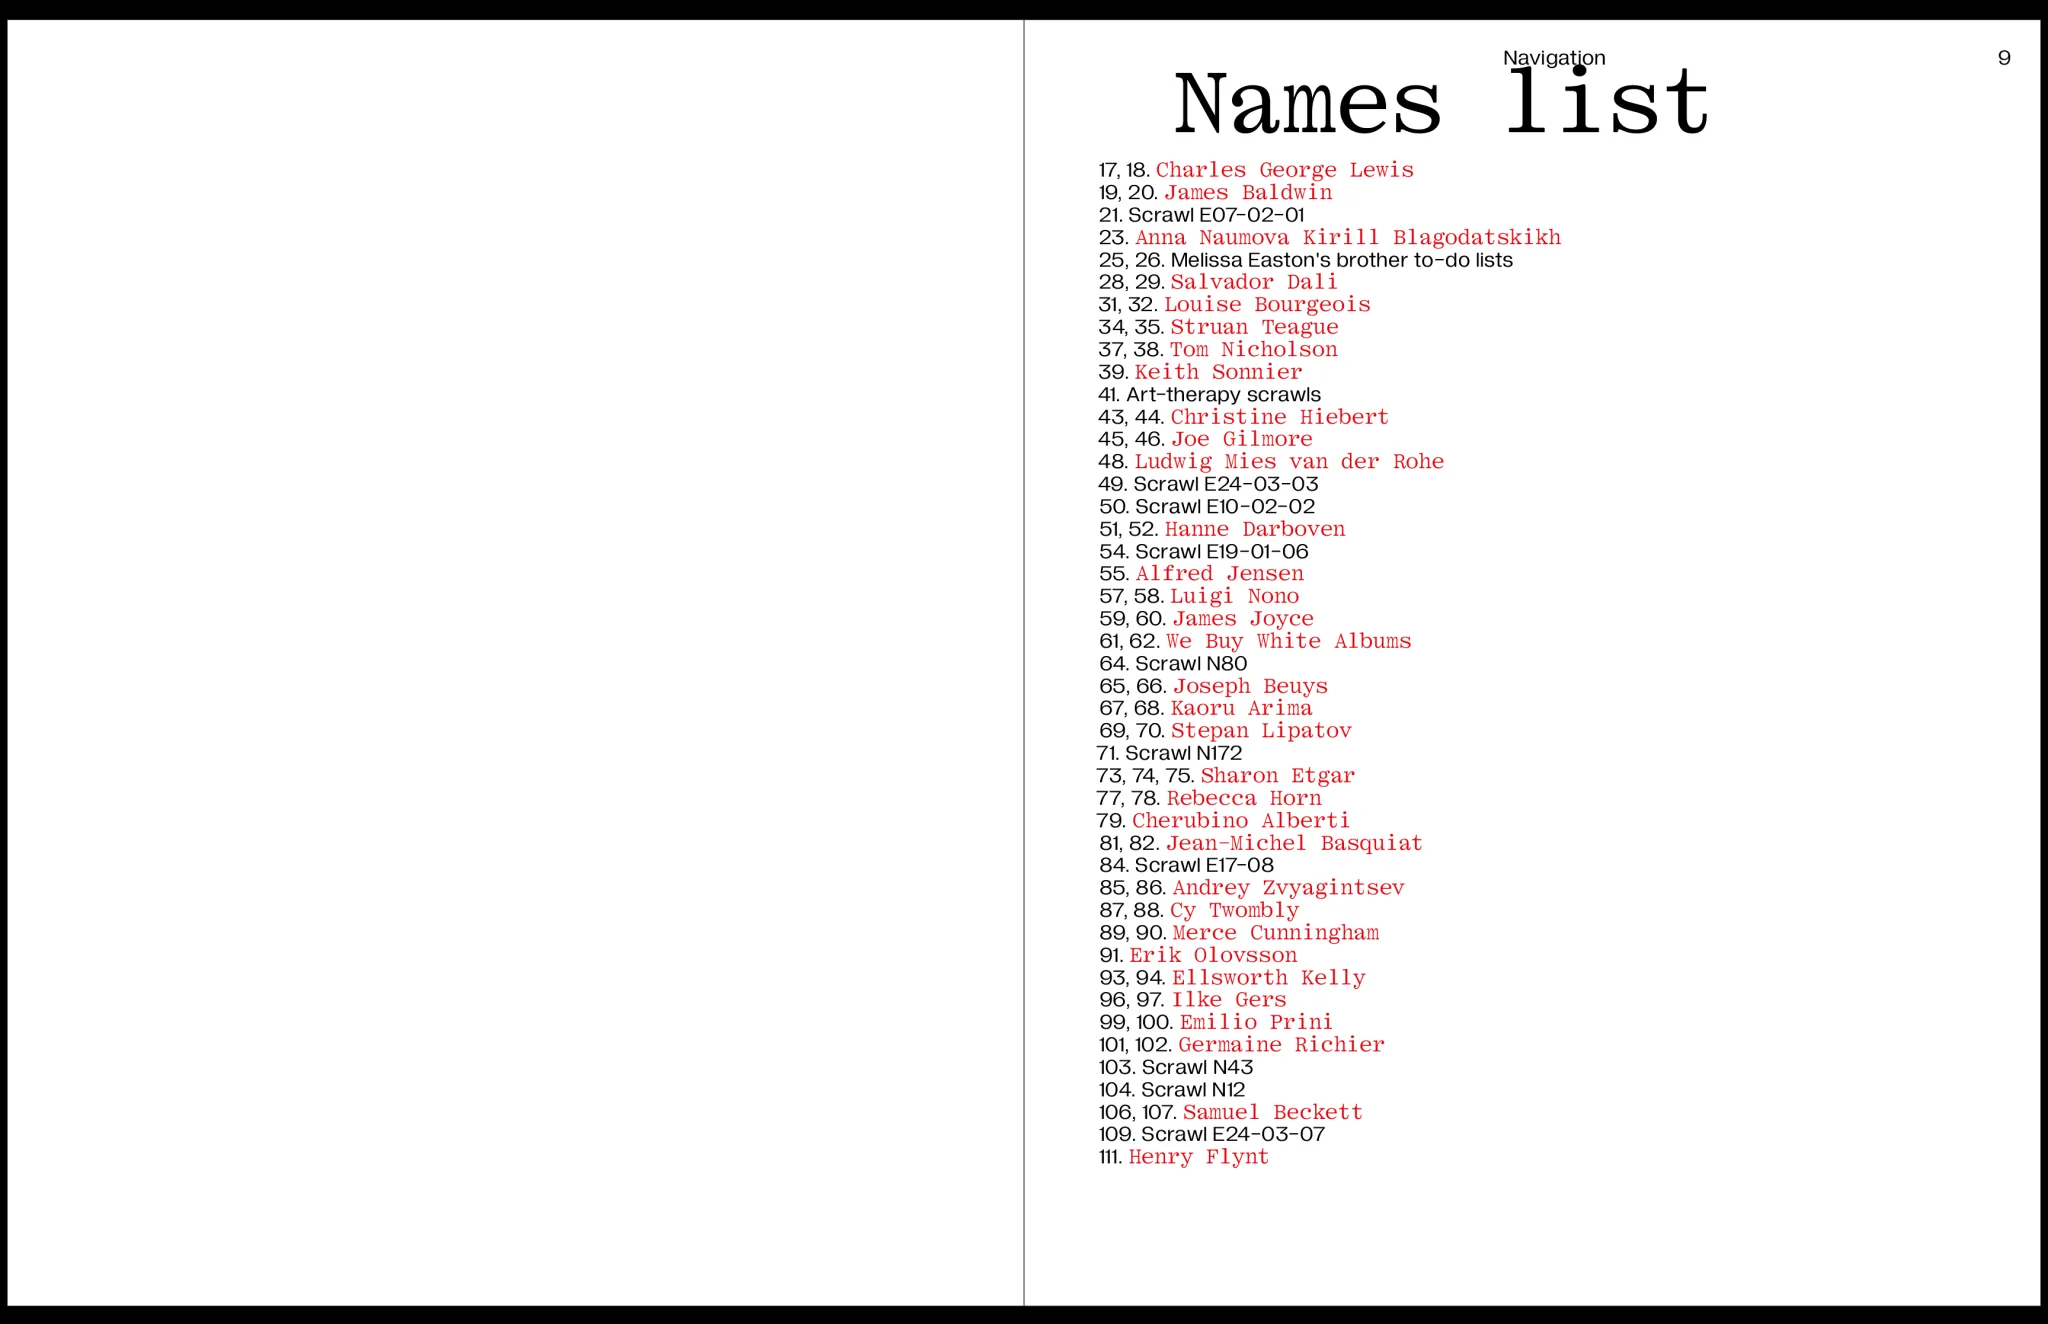 Navigation
9
Names list
17, 18. Charles George Lewis
19, 20. James Baldwin
21. Scrawl E07-02-01
23. Anna Naumova Kirill Blagodatskikh
25, 26. Melissa Easton's brother to-do lists
28, 29. Salvador Dali
31, 32. Louise Bourgeois
34, 35. Struan Teague
37, 38. Tom Nicholson
39. Keith Sonnier
41. Art-therapy scrawls
43, 44. Christine Hiebert
45, 46. Joe Gilmore
48. Ludwig Mies van der Rohe
49. Scrawl E24-03-03
50. Scrawl E10-02-02
51, 52. Hanne Darboven
54. Scrawl E19-01-06
55. Alfred Jensen
57, 58. Luigi Nono
59, 60. James Joyce
61, 62. We Buy White Albums
64. Scrawl N80
65, 66. Joseph Beuys
67, 68. Kaoru Arima
69, 70. Stepan Lipatov
71. Scrawl N172
73, 74, 75. Sharon Etgar
77, 78. Rebecca Horn
79. Cherubino Alberti
81, 82. Jean-Michel Basquiat
84. Scrawl E17-08
85, 86. Andrey Zvyagintsev
87, 88. Cy Twombly
89, 90. Merce Cunningham
91. Erik Olovsson
93, 94. Ellsworth Kelly
96, 97. Ilke Gers
99, 100. Emilio Prini
101, 102. Germaine Richier
103. Scrawl N43
104. Scrawl N12
106, 107. Samuel Beckett
109. Scrawl E24-03-07
111. Henry Flynt